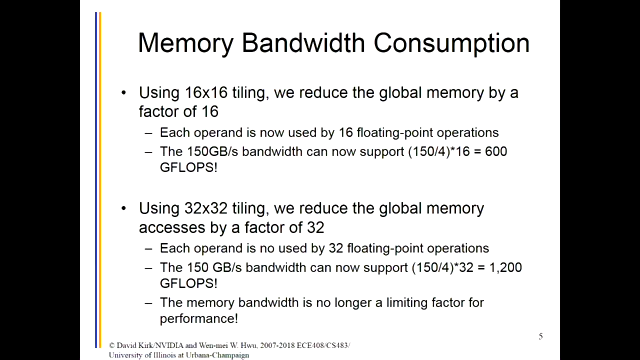 Memory Bandwidth Consumption
• Using 16x16 tiling, we reduce the global memory by a
factor of 16
– Each operand is now used by 16 floating-point operations
– The 150GB/s bandwidth can now support (150/4)*16 = 600
GFLOPS!
• Using 32x32 tiling, we reduce the global memory
accesses by a factor of 32
– Each operand is no used by 32 floating-point operations
– The 150 GB/s bandwidth can now support (150/4)*32 = 1,200
GFLOPS!
– The memory bandwidth is no longer a limiting factor for
performance!
5
© David Kirk/NVIDIA and Wen-mei W. Hwu, 2007-2018 ECE408/CS483/
University of Illinois at Urbana-Champaign